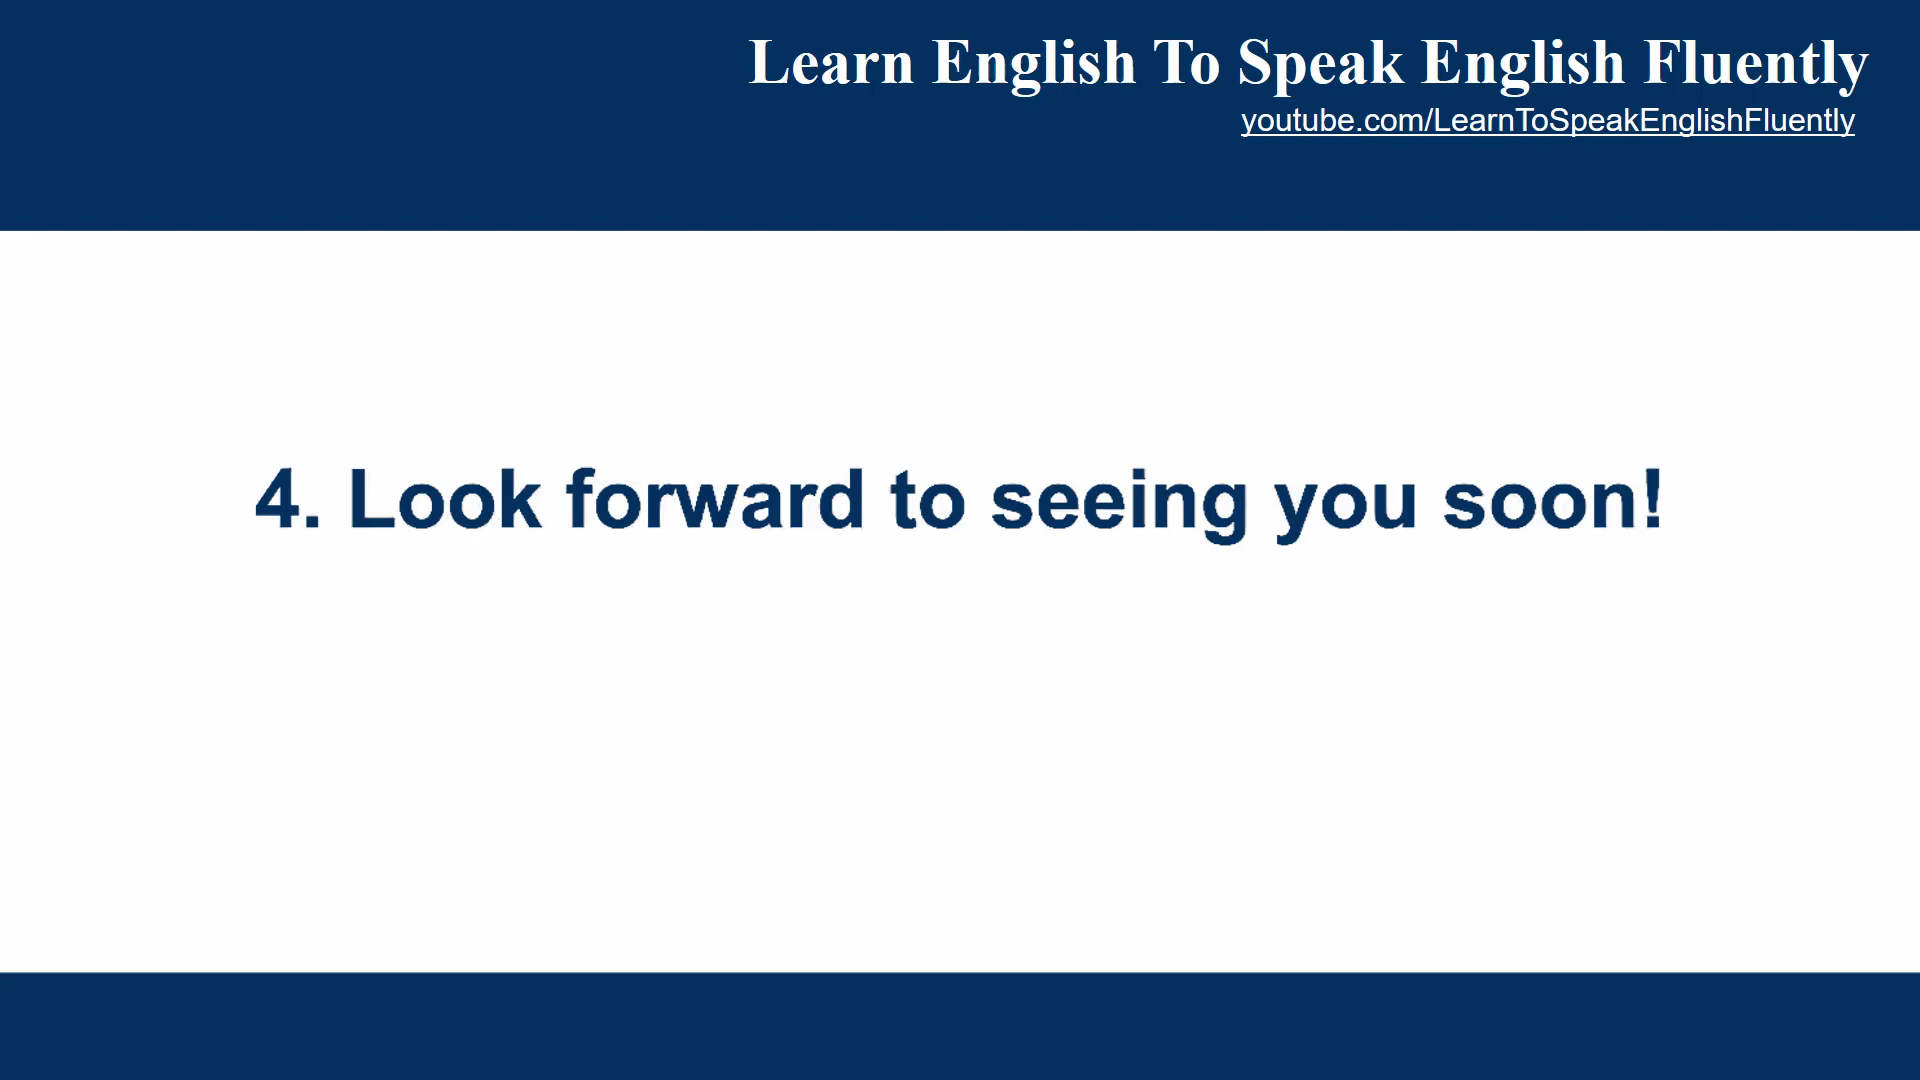 Learn English To Speak English Fluently
youtube.com/LearnToSpeakEnglishFluently
4. Look forward to seeing you soon!